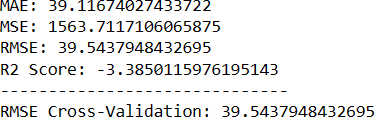 MAE: 39.11674027433722
MSE: 1563.7117106065875
RMSE: 39.5437948432695
R2 Score: -3.3850115976195143
------------------------------
RMSE Cross-Validation: 39.5437948432695